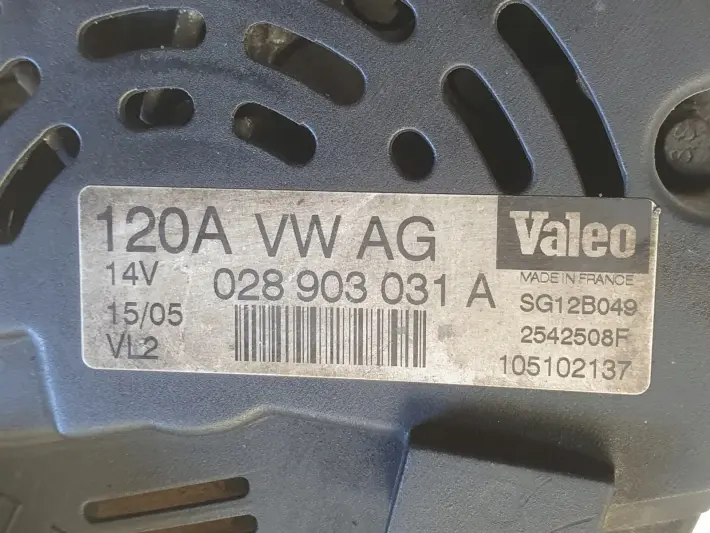 120A VW AG
Valeo
MADE IN FRANCE
14V
028 903 031 A
SG12B049
15/05
2542508F
VL2
105102137